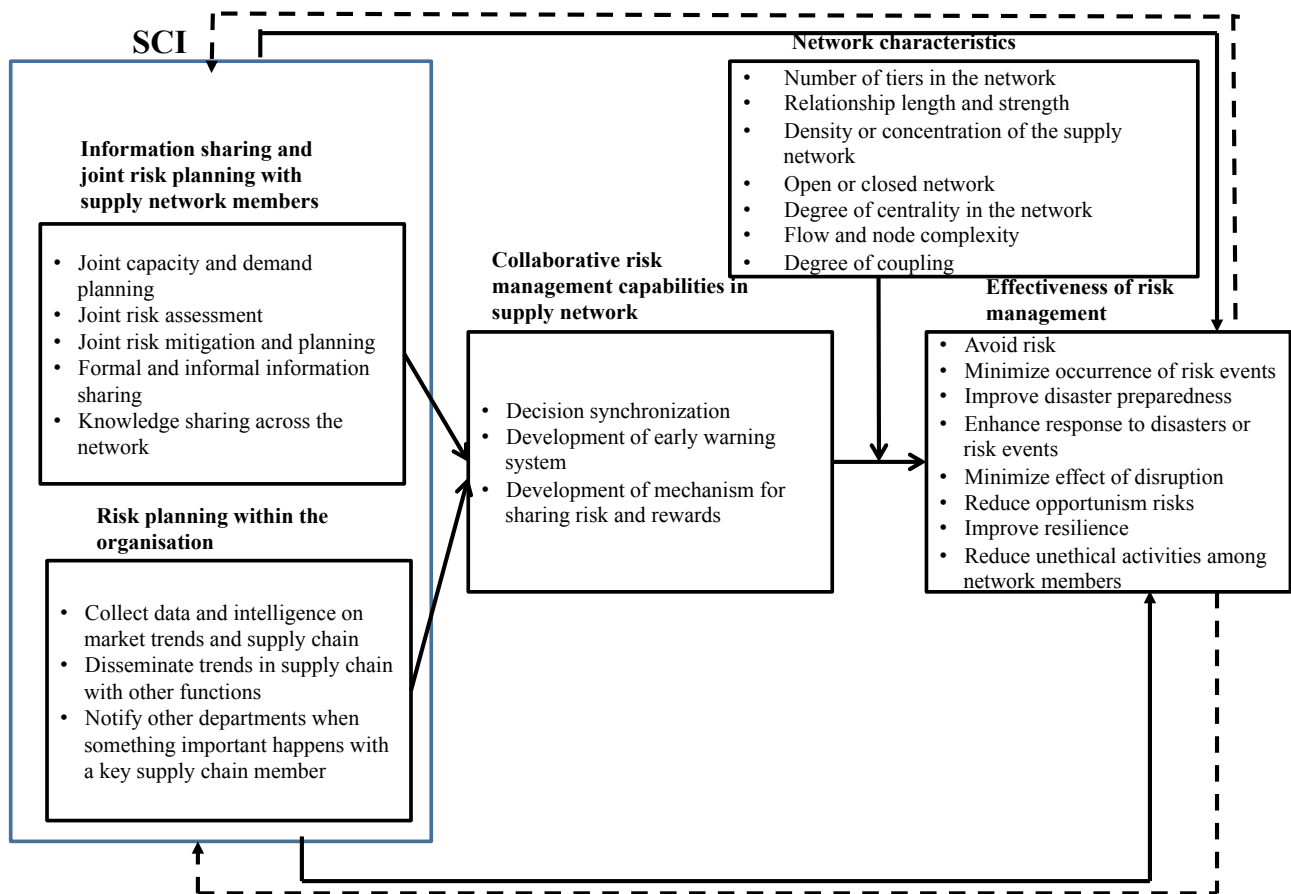 SCI
Information sharing and
joint risk planning with
supply network members
• Joint capacity and demand
planning
• Joint risk assessment
• Joint risk mitigation and planning
• Formal and informal information
sharing
• Knowledge sharing across the
network
Risk planning within the
organisation
• Collect data and intelligence on
market trends and supply chain
• Disseminate trends in supply chain
with other functions
• Notify other departments when
something important happens with
a key supply chain member
Collaborative risk
management capabilities in
supply network
• Decision synchronization
• Development of early warning
system
• Development of mechanism for
sharing risk and rewards
Network characteristics
• Number of tiers in the network
• Relationship length and strength
• Density or concentration of the supply
network
• Open or closed network
• Degree of centrality in the network
• Flow and node complexity
• Degree of coupling
Effectiveness of risk
management
• Avoid risk
• Minimize occurrence of risk events
• Improve disaster preparedness
• Enhance response to disasters or
risk events
• Minimize effect of disruption
• Reduce opportunism risks
• Improve resilience
• Reduce unethical activities among
network members